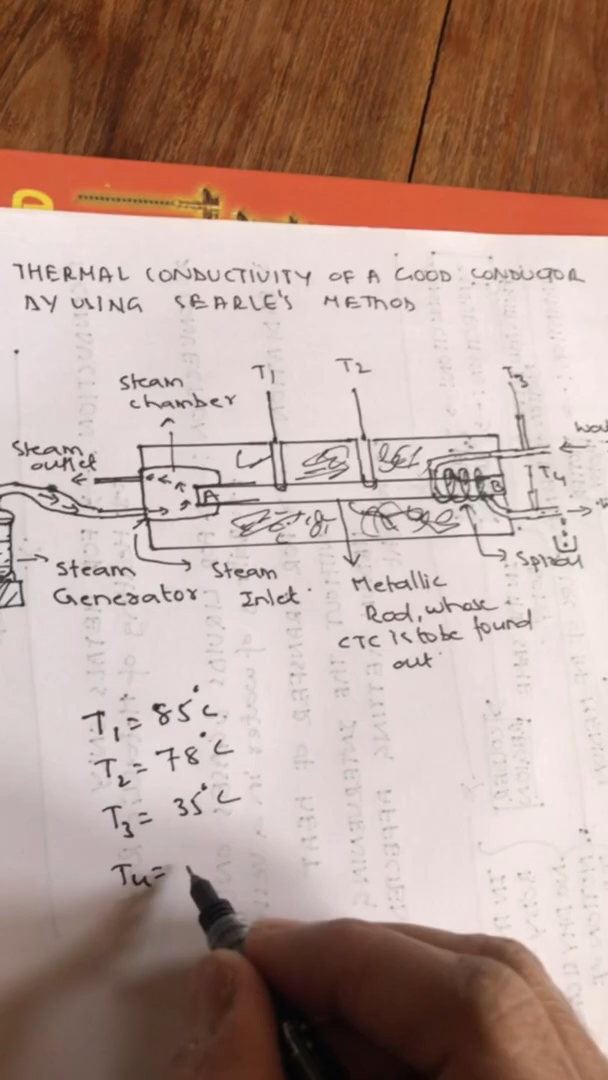 THERMAL CONDUCTIVITY OF A GOOD CONDUCTOR
BY USING SEARLE'S METHOD
Steam
chamber
T1
T2
T3
Steam
outlet
A
B
T4
Steam
Generator
Steam
Inlet
Spiral
Metallic
Rod, whose
CTC is to be found
out
T1 = 85°C
T2 = 78°C
T3 = 35°C
T4 =